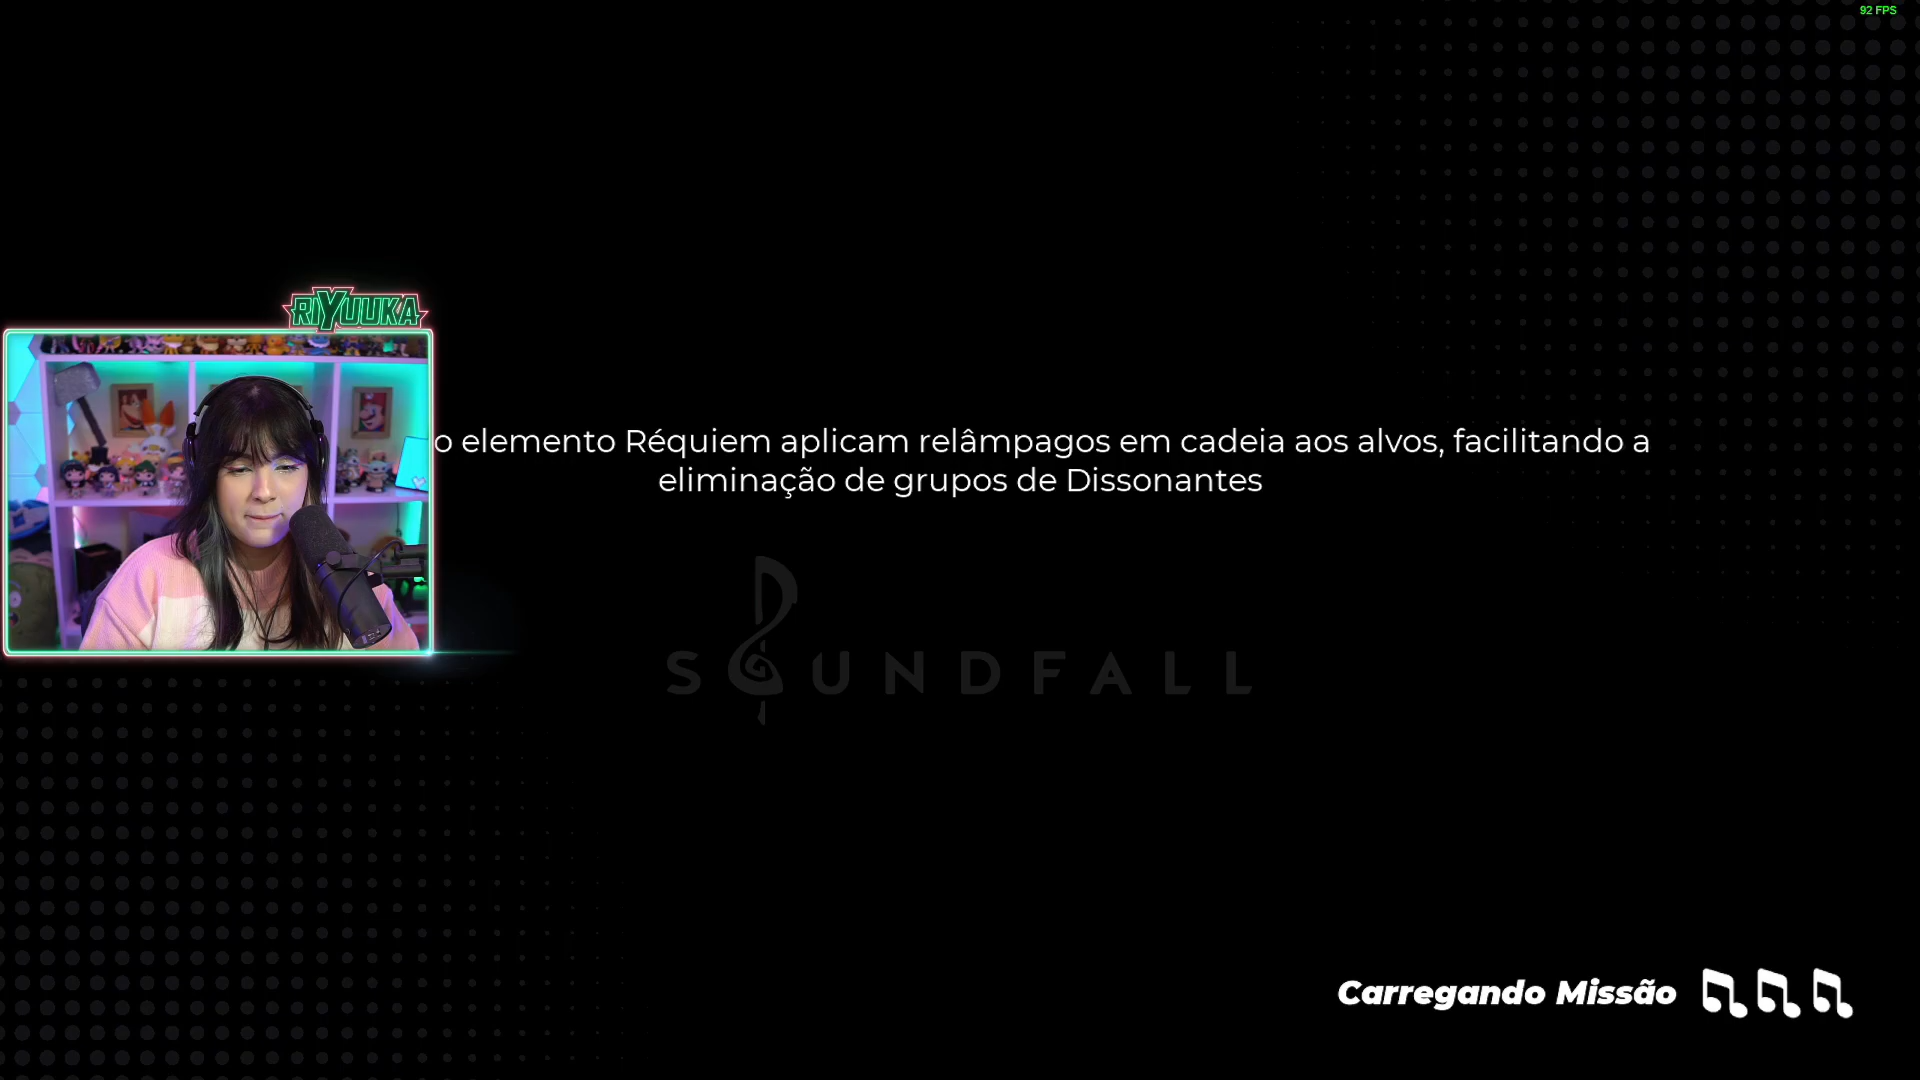 92 FPS
RIYUUKA
o elemento Réquiem aplicam relâmpagos em cadeia aos alvos, facilitando a
eliminação de grupos de Dissonantes
SOUNDFALL
Carregando Missão